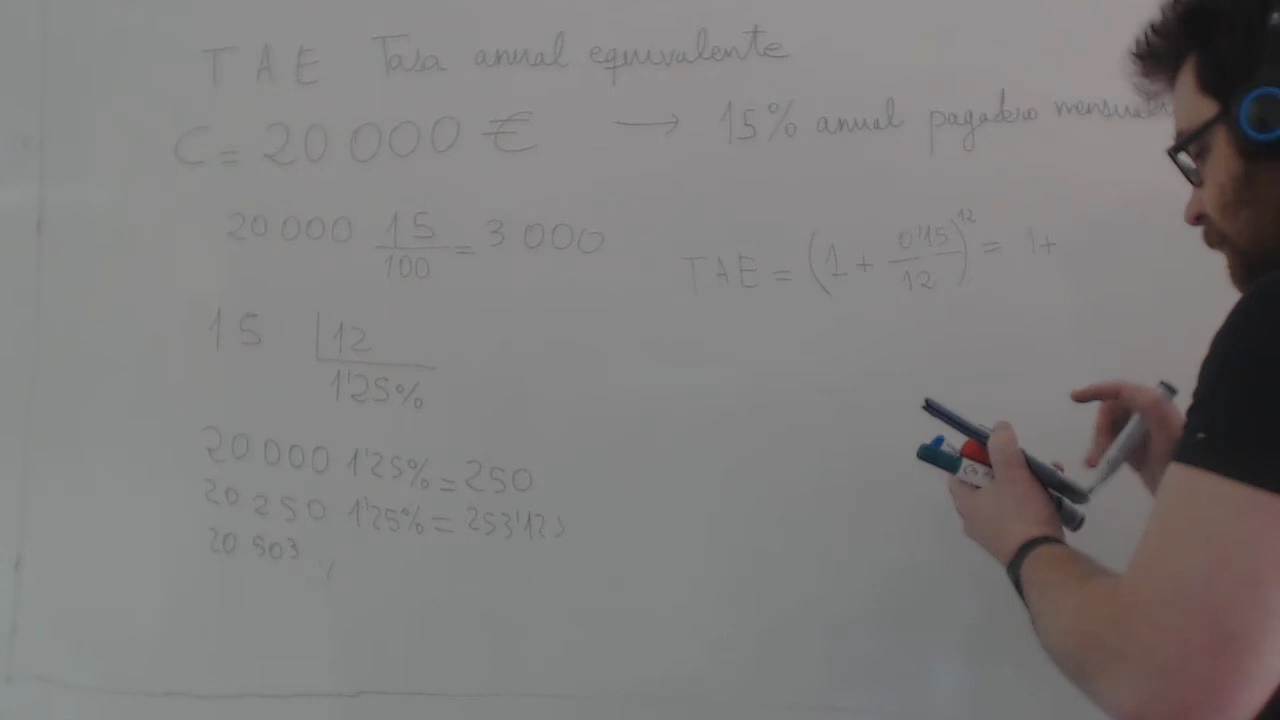 TAE Tasa anual equivalente
C = 20 000 € → 15% anual pagadero
20 000 15/100 = 3 000
TAE = (1 + 0'15/12)^12 = 1+
15 |12
1'25%
20 000 1'25% = 250
20 250 1'25% = 253'125
20 503